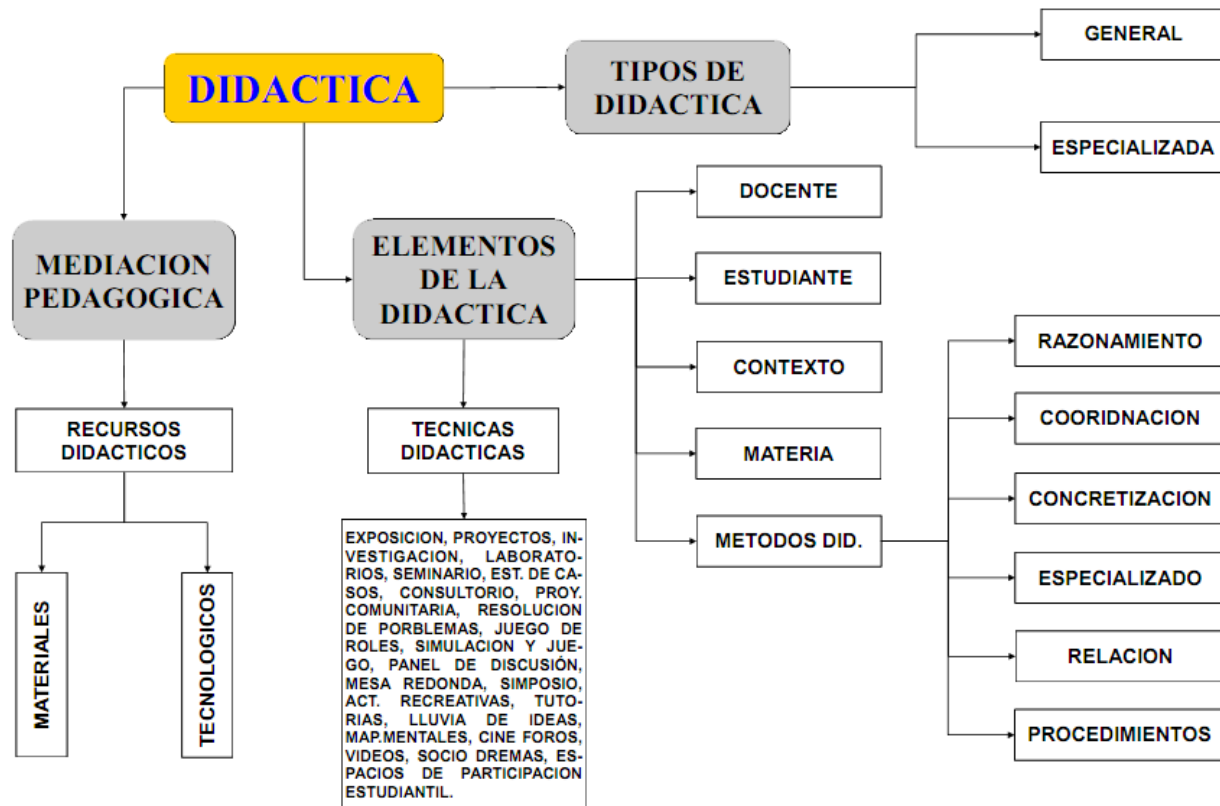 DIDACTICA
TIPOS DE
DIDACTICA
GENERAL
ESPECIALIZADA
MEDIACION
PEDAGOGICA
RECURSOS
DIDACTICOS
MATERIALES
TECNOLOGICOS
ELEMENTOS
DE LA
DIDACTICA
TECNICAS
DIDACTICAS
EXPOSICION, PROYECTOS, IN-
VESTIGACION, LABORATO-
RIOS, SEMINARIO, EST. DE CA-
SOS, CONSULTORIO, PROY.
COMUNITARIA, RESOLUCION
DE PORBLEMAS, JUEGO DE
ROLES, SIMULACION Y JUE-
GO, PANEL DE DISCUSIÓN,
MESA REDONDA, SIMPOSIO,
ACT. RECREATIVAS, TUTO-
RIAS, LLUVIA DE IDEAS,
MAP.MENTALES, CINE FOROS,
VIDEOS, SOCIO DREMAS, ES-
PACIOS DE PARTICIPACION
ESTUDIANTIL.
DOCENTE
ESTUDIANTE
CONTEXTO
MATERIA
METODOS DID.
RAZONAMIENTO
COORIDNACION
CONCRETIZACION
ESPECIALIZADO
RELACION
PROCEDIMIENTOS